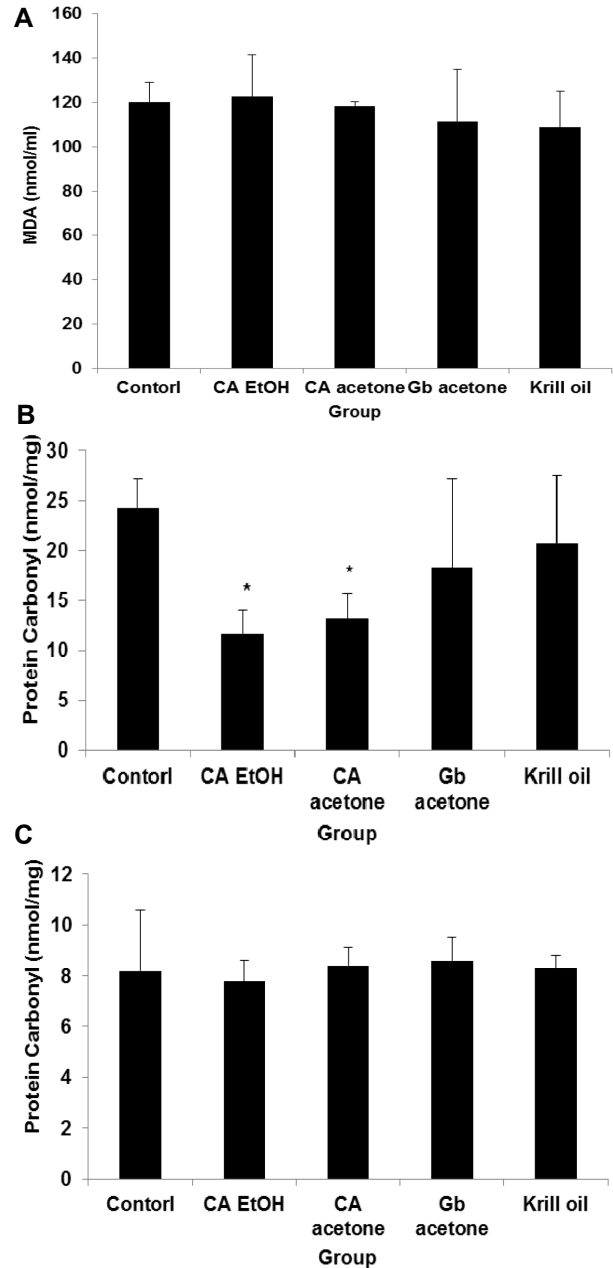 A
160
140
120
100
80
60
40
20
0
MDA (nmol/ml)
Contorl CA EtOH CA acetone Gb acetone Krill oil
Group
B
30
25
20
15
10
5
0
Protein Carbonyl (nmol/mg)
*
*
Contorl CA EtOH CA Gb Krill oil
acetone acetone
Group
C
12
10
8
6
4
2
0
Protein Carbonyl (nmol/mg)
Contorl CA EtOH CA Gb Krill oil
acetone acetone
Group